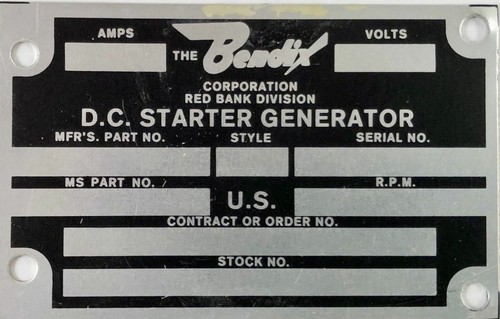 AMPS THE Bendix VOLTS
CORPORATION
RED BANK DIVISION
D.C. STARTER GENERATOR
MFR'S. PART NO. STYLE SERIAL NO.
MS PART NO. R.P.M.
U.S.
CONTRACT OR ORDER NO.
STOCK NO.